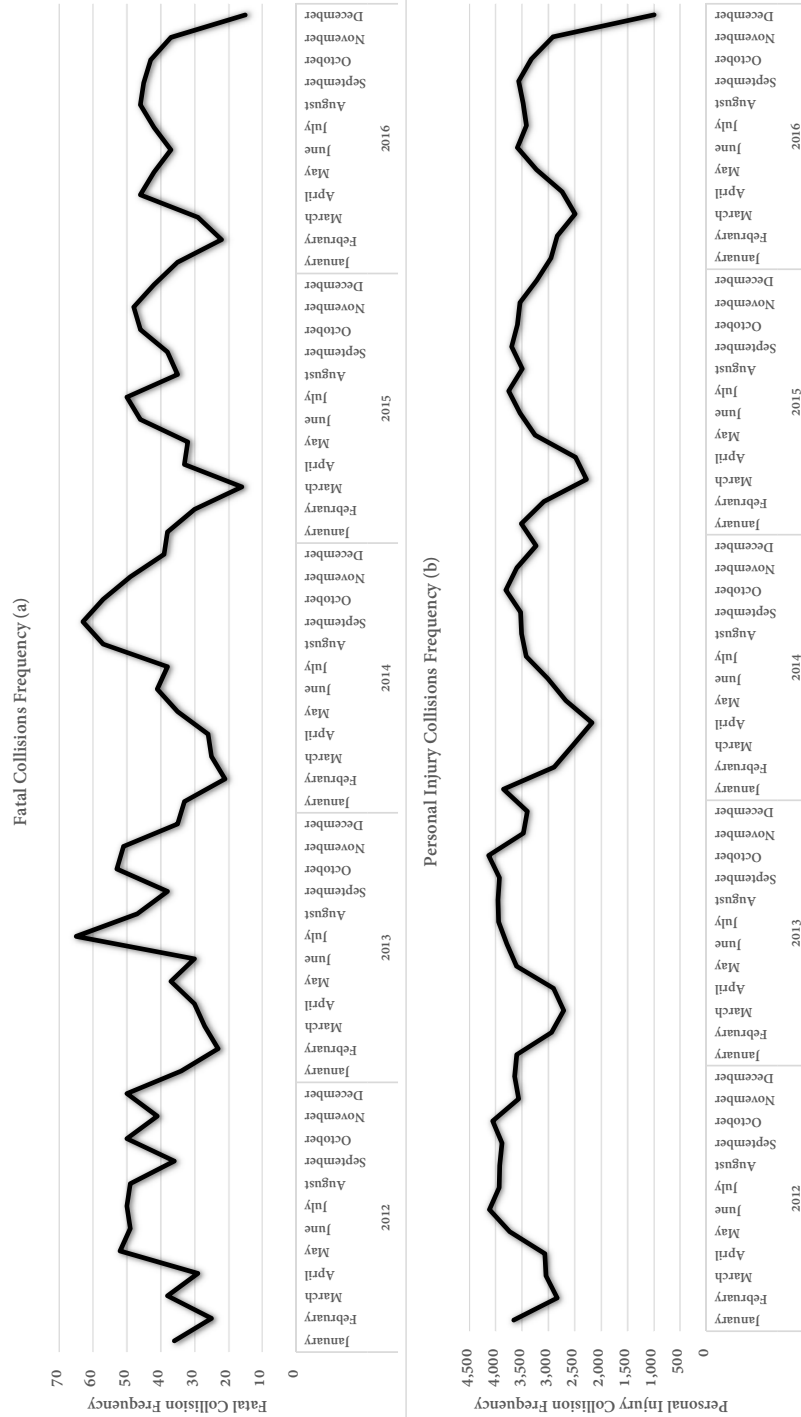 Fatal Collisions Frequency (a)
Fatal Collision Frequency
70
60
50
40
30
20
10
0
January
February
March
April
May
June
July
August
September
October
November
December
January
February
March
April
May
June
July
August
September
October
November
December
January
February
March
April
May
June
July
August
September
October
November
December
January
February
March
April
May
June
July
August
September
October
November
December
January
February
March
April
May
June
July
August
September
October
November
December
2012
2013
2014
2015
2016
Personal Injury Collisions Frequency (b)
Personal Injury Collision Frequency
4,500
4,000
3,500
3,000
2,500
2,000
1,500
1,000
500
0
January
February
March
April
May
June
July
August
September
October
November
December
January
February
March
April
May
June
July
August
September
October
November
December
January
February
March
April
May
June
July
August
September
October
November
December
January
February
March
April
May
June
July
August
September
October
November
December
January
February
March
April
May
June
July
August
September
October
November
December
2012
2013
2014
2015
2016